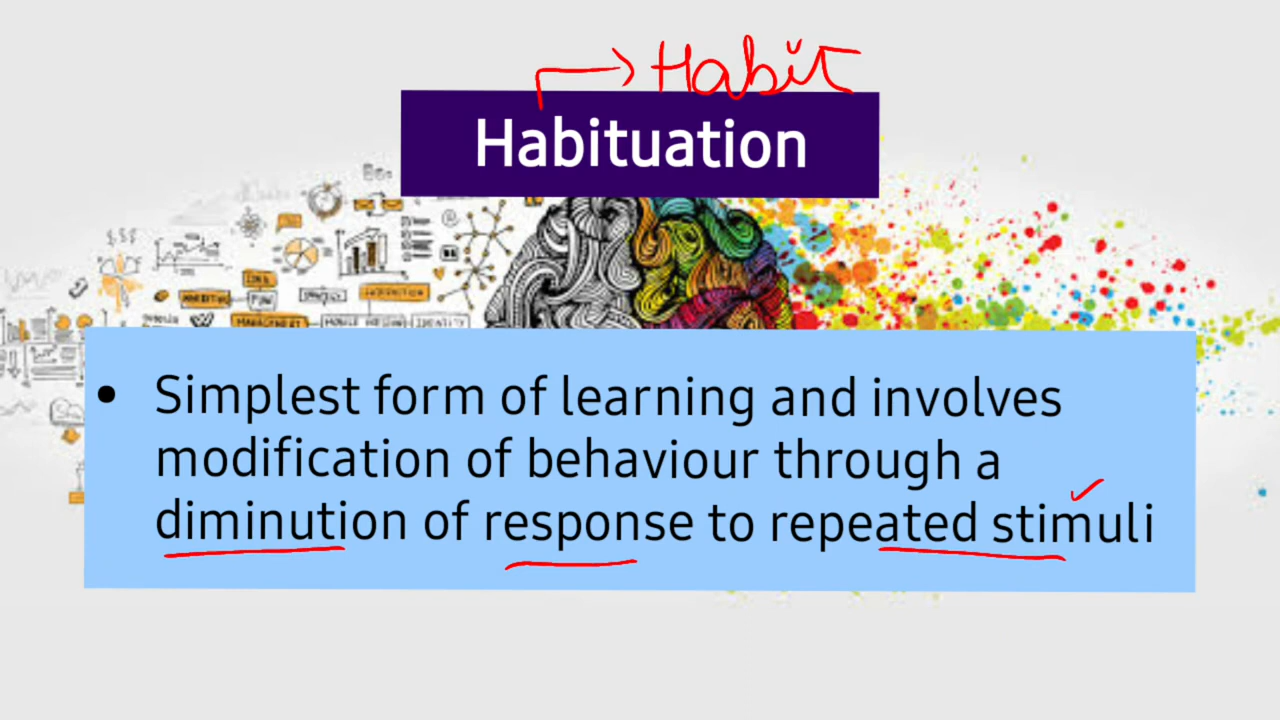 Habit
Habituation
$$$
• Simplest form of learning and involves
modification of behaviour through a
diminution of response to repeated stimuli